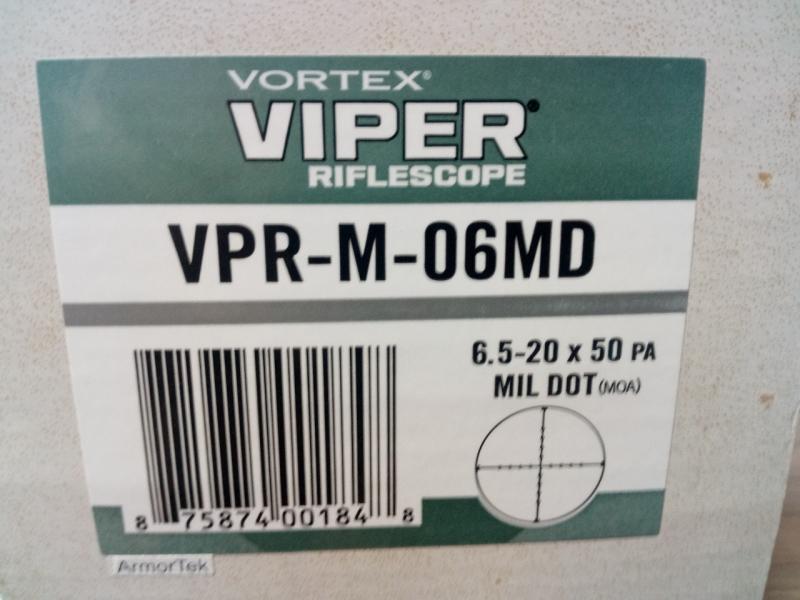 VORTEX®
VIPER®
RIFLESCOPE
VPR-M-06MD
6.5-20 x 50 PA
MIL DOT (MOA)
8 75874 00184 8
ArmorTek